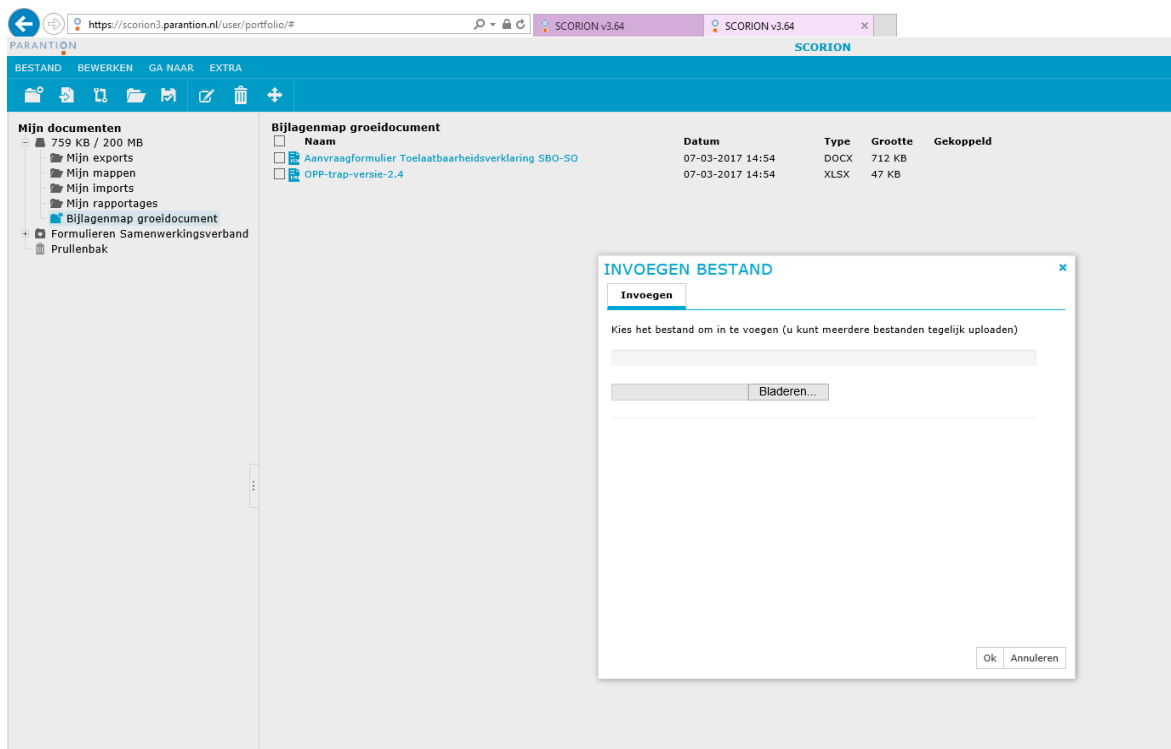 https://scorion3.parantion.nl/user/portfolio/#
SCORION v3.64
SCORION v3.64
PARANTION
SCORION
BESTAND BEWERKEN GA NAAR EXTRA
Mijn documenten
759 KB / 200 MB
Mijn exports
Mijn mappen
Mijn imports
Mijn rapportages
Bijlagenmap groeidocument
Formulieren Samenwerkingsverband
Prullenbak
Bijlagenmap groeidocument
Naam Datum Type Grootte Gekoppeld
Aanvraagformulier Toelaatbaarheidsverklaring SBO-SO 07-03-2017 14:54 DOCX 712 KB
OPP-trap-versie-2.4 07-03-2017 14:54 XLSX 47 KB
INVOEGEN BESTAND
Invoegen
Kies het bestand om in te voegen (u kunt meerdere bestanden tegelijk uploaden)
Bladeren...
Ok Annuleren